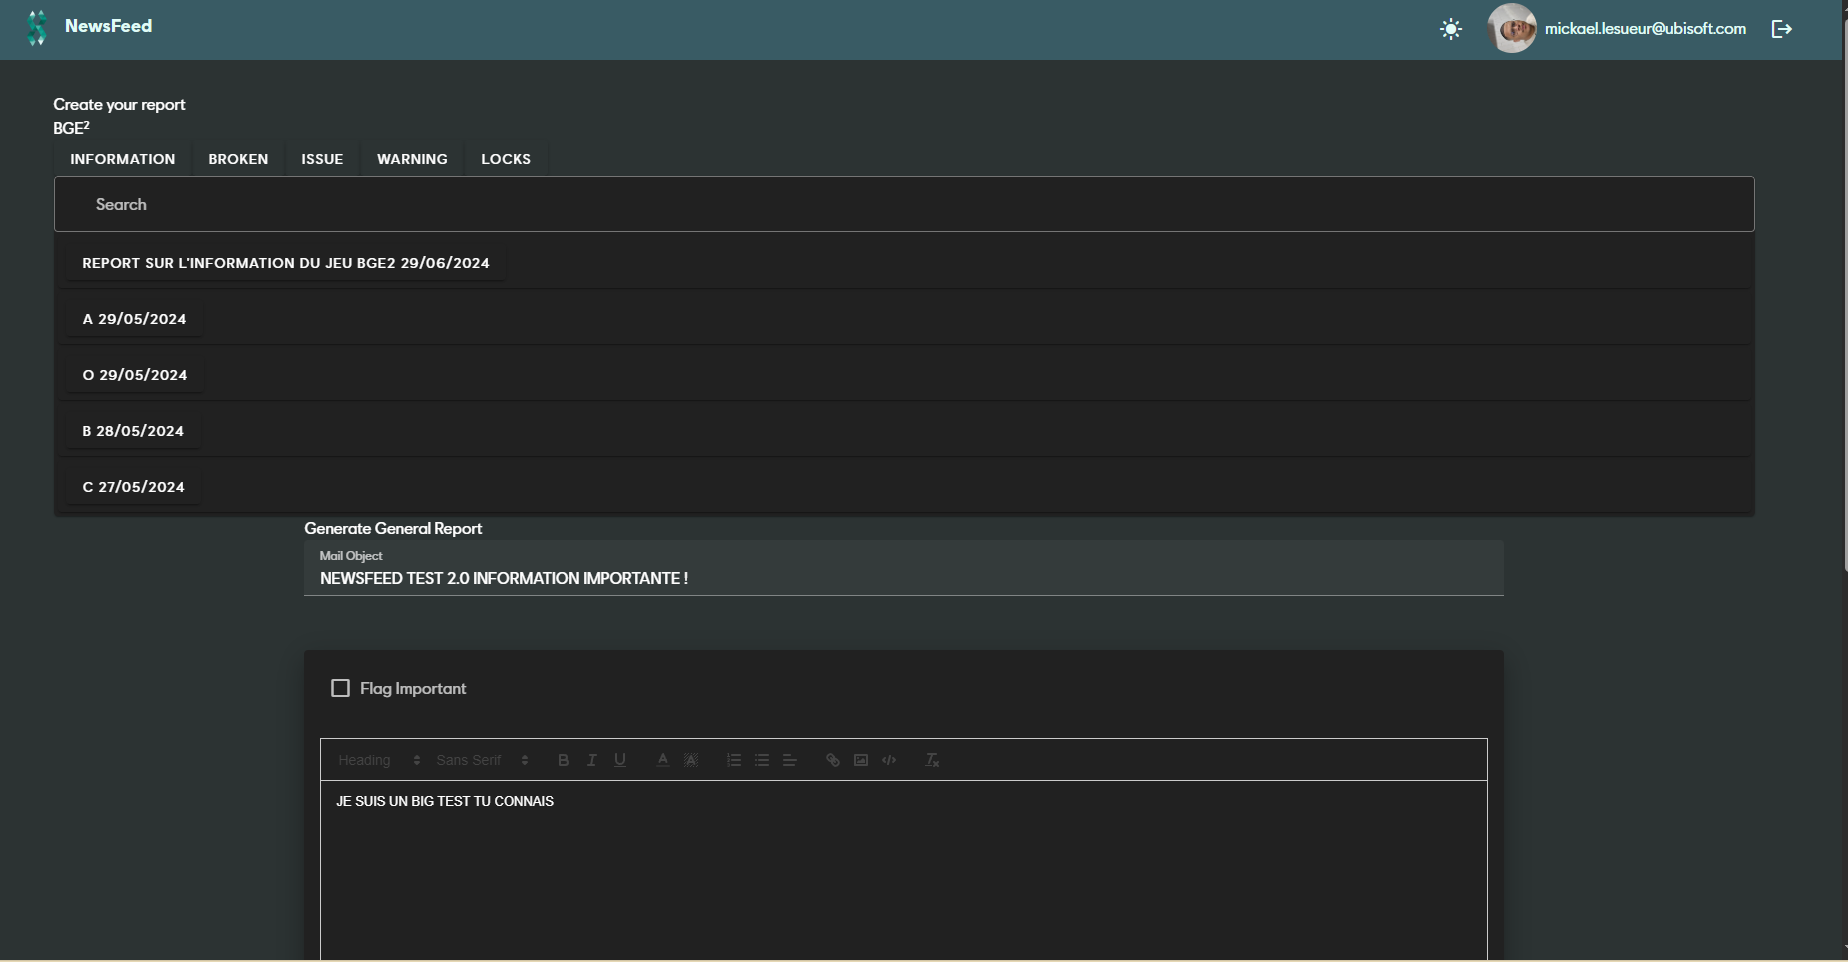 NewsFeed
mickael.lesueur@ubisoft.com
Create your report
BGE²
INFORMATION BROKEN ISSUE WARNING LOCKS
Search
REPORT SUR L'INFORMATION DU JEU BGE2 29/06/2024
A 29/05/2024
O 29/05/2024
B 28/05/2024
C 27/05/2024
Generate General Report
Mail Object
NEWSFEED TEST 2.0 INFORMATION IMPORTANTE !
Flag Important
Heading Sans Serif
JE SUIS UN BIG TEST TU CONNAIS